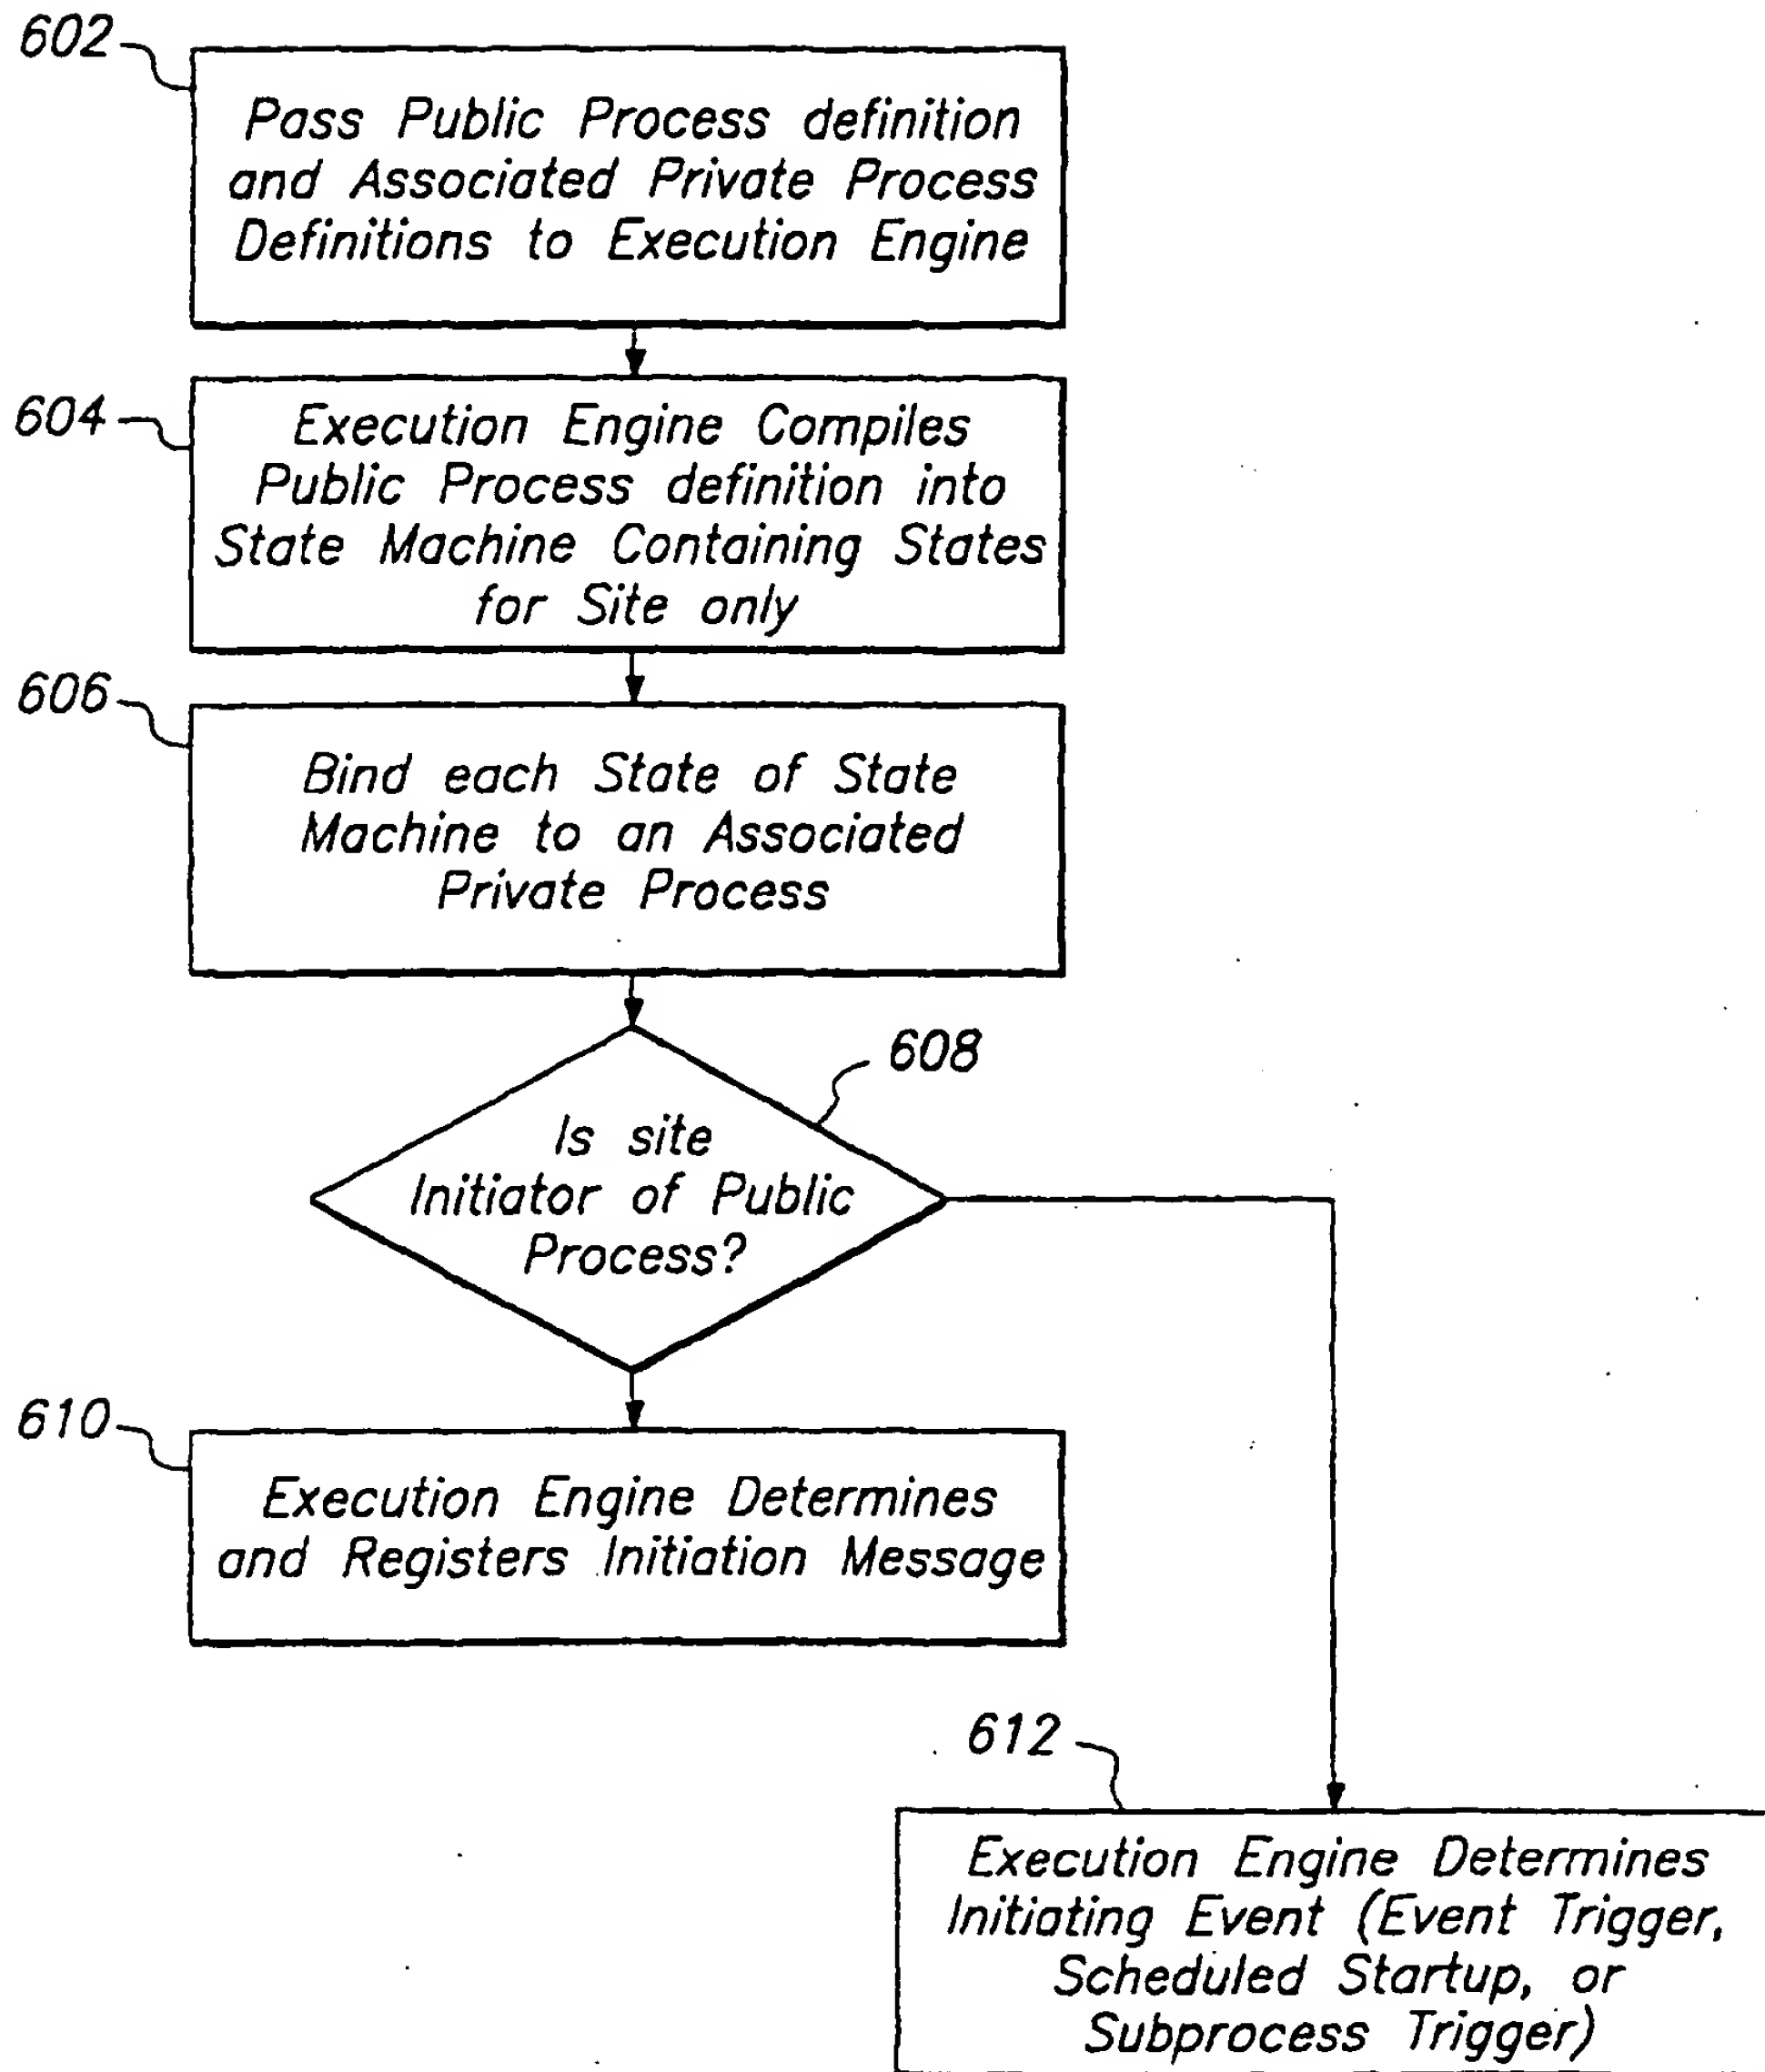 602
Pass Public Process definition
and Associated Private Process
Definitions to Execution Engine
604
Execution Engine Compiles
Public Process definition into
State Machine Containing States
for Site only
606
Bind each State of State
Machine to an Associated
Private Process
608
Is site
Initiator of Public
Process?
610
Execution Engine Determines
and Registers Initiation Message
612
Execution Engine Determines
Initiating Event (Event Trigger,
Scheduled Startup, or
Subprocess Trigger)